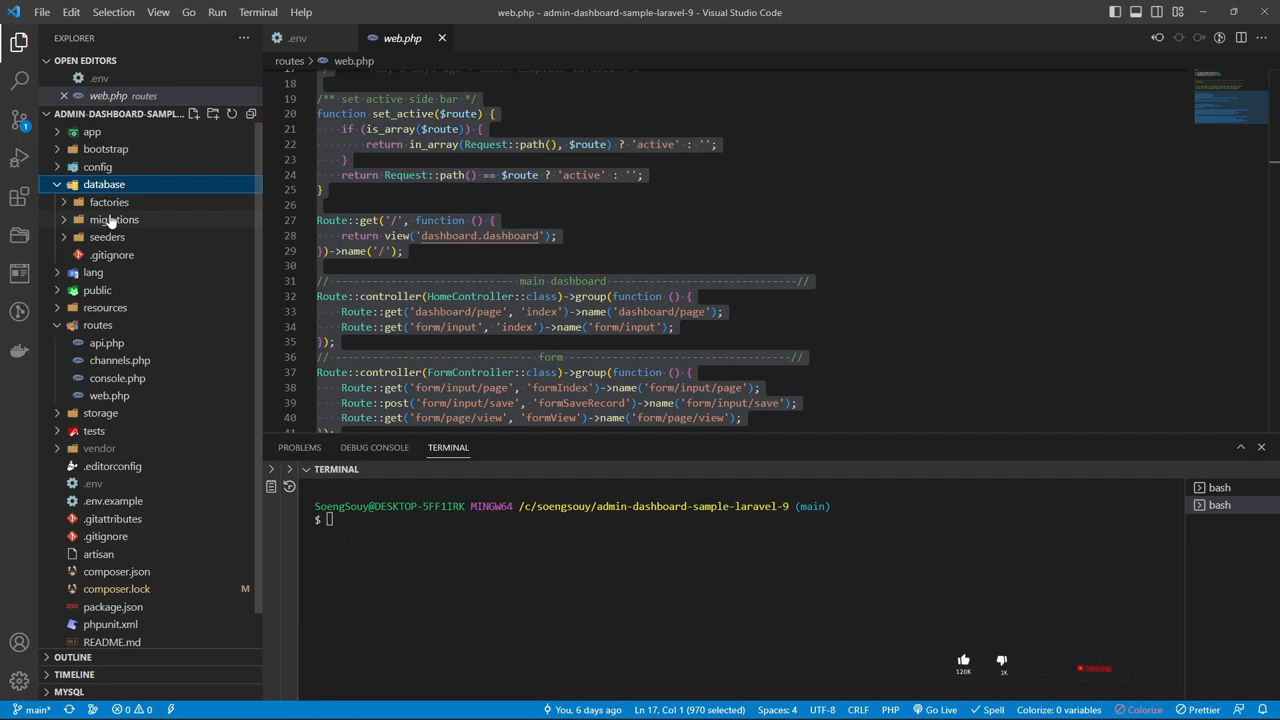 File Edit Selection View Go Run Terminal Help
web.php - admin-dashboard-sample-laravel-9 - Visual Studio Code
EXPLORER
OPEN EDITORS
.env
web.php routes
ADMIN-DASHBOARD-SAMPL...
app
bootstrap
config
database
factories
migrations
seeders
.gitignore
lang
public
resources
routes
api.php
channels.php
console.php
web.php
storage
tests
vendor
.editorconfig
.env
.env.example
.gitattributes
.gitignore
artisan
composer.json
composer.lock M
package.json
phpunit.xml
README.md
OUTLINE
TIMELINE
MYSQL
.env
web.php
routes > web.php
17
18
19 /** set active side bar */
20 function set_active($route) {
21 if (is_array($route)) {
22 return in_array(Request::path(), $route) ? 'active' : '';
23 }
24 return Request::path() == $route ? 'active' : '';
25 }
26
27 Route::get('/', function () {
28 return view('dashboard.dashboard');
29 })->name('/');
30
31 // ----------------------------- main dashboard ------------------------------//
32 Route::controller(HomeController::class)->group(function () {
33 Route::get('dashboard/page', 'index')->name('dashboard/page');
34 Route::get('form/input', 'index')->name('form/input');
35 });
36 // -------------------------------- form ------------------------------------//
37 Route::controller(FormController::class)->group(function () {
38 Route::get('form/input/page', 'formIndex')->name('form/input/page');
39 Route::post('form/input/save', 'formSaveRecord')->name('form/input/save');
40 Route::get('form/page/view', 'formView')->name('form/page/view');
41 });
PROBLEMS DEBUG CONSOLE TERMINAL
TERMINAL
SoengSouy@DESKTOP-5FF1IRK MINGW64 /c/soengsouy/admin-dashboard-sample-laravel-9 (main)
$
bash
bash
120K
2K
SUBSCRIBE
main* 0 0 You, 6 days ago Ln 17, Col 1 (970 selected) Spaces: 4 UTF-8 CRLF PHP Go Live Spell Colorize: 0 variables Colorize Prettier
1